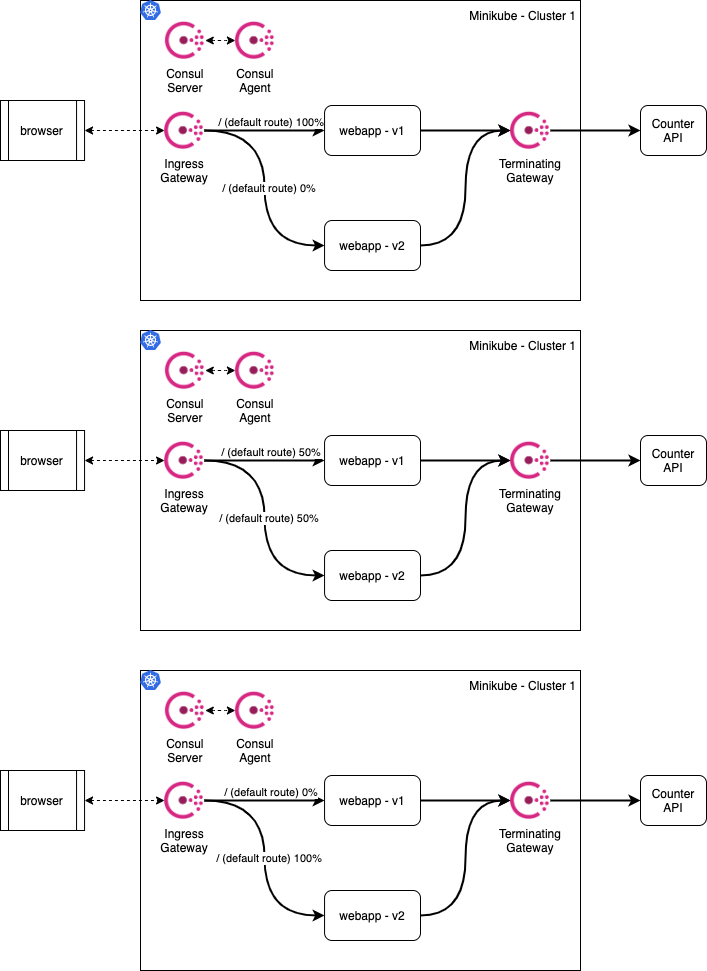 Minikube - Cluster 1
Consul
Server
Consul
Agent
browser
Ingress
Gateway
/ (default route) 100%
webapp - v1
Terminating
Gateway
Counter
API
/ (default route) 0%
webapp - v2
Minikube - Cluster 1
Consul
Server
Consul
Agent
browser
Ingress
Gateway
/ (default route) 50%
webapp - v1
Terminating
Gateway
Counter
API
/ (default route) 50%
webapp - v2
Minikube - Cluster 1
Consul
Server
Consul
Agent
browser
Ingress
Gateway
/ (default route) 0%
webapp - v1
Terminating
Gateway
Counter
API
/ (default route) 100%
webapp - v2